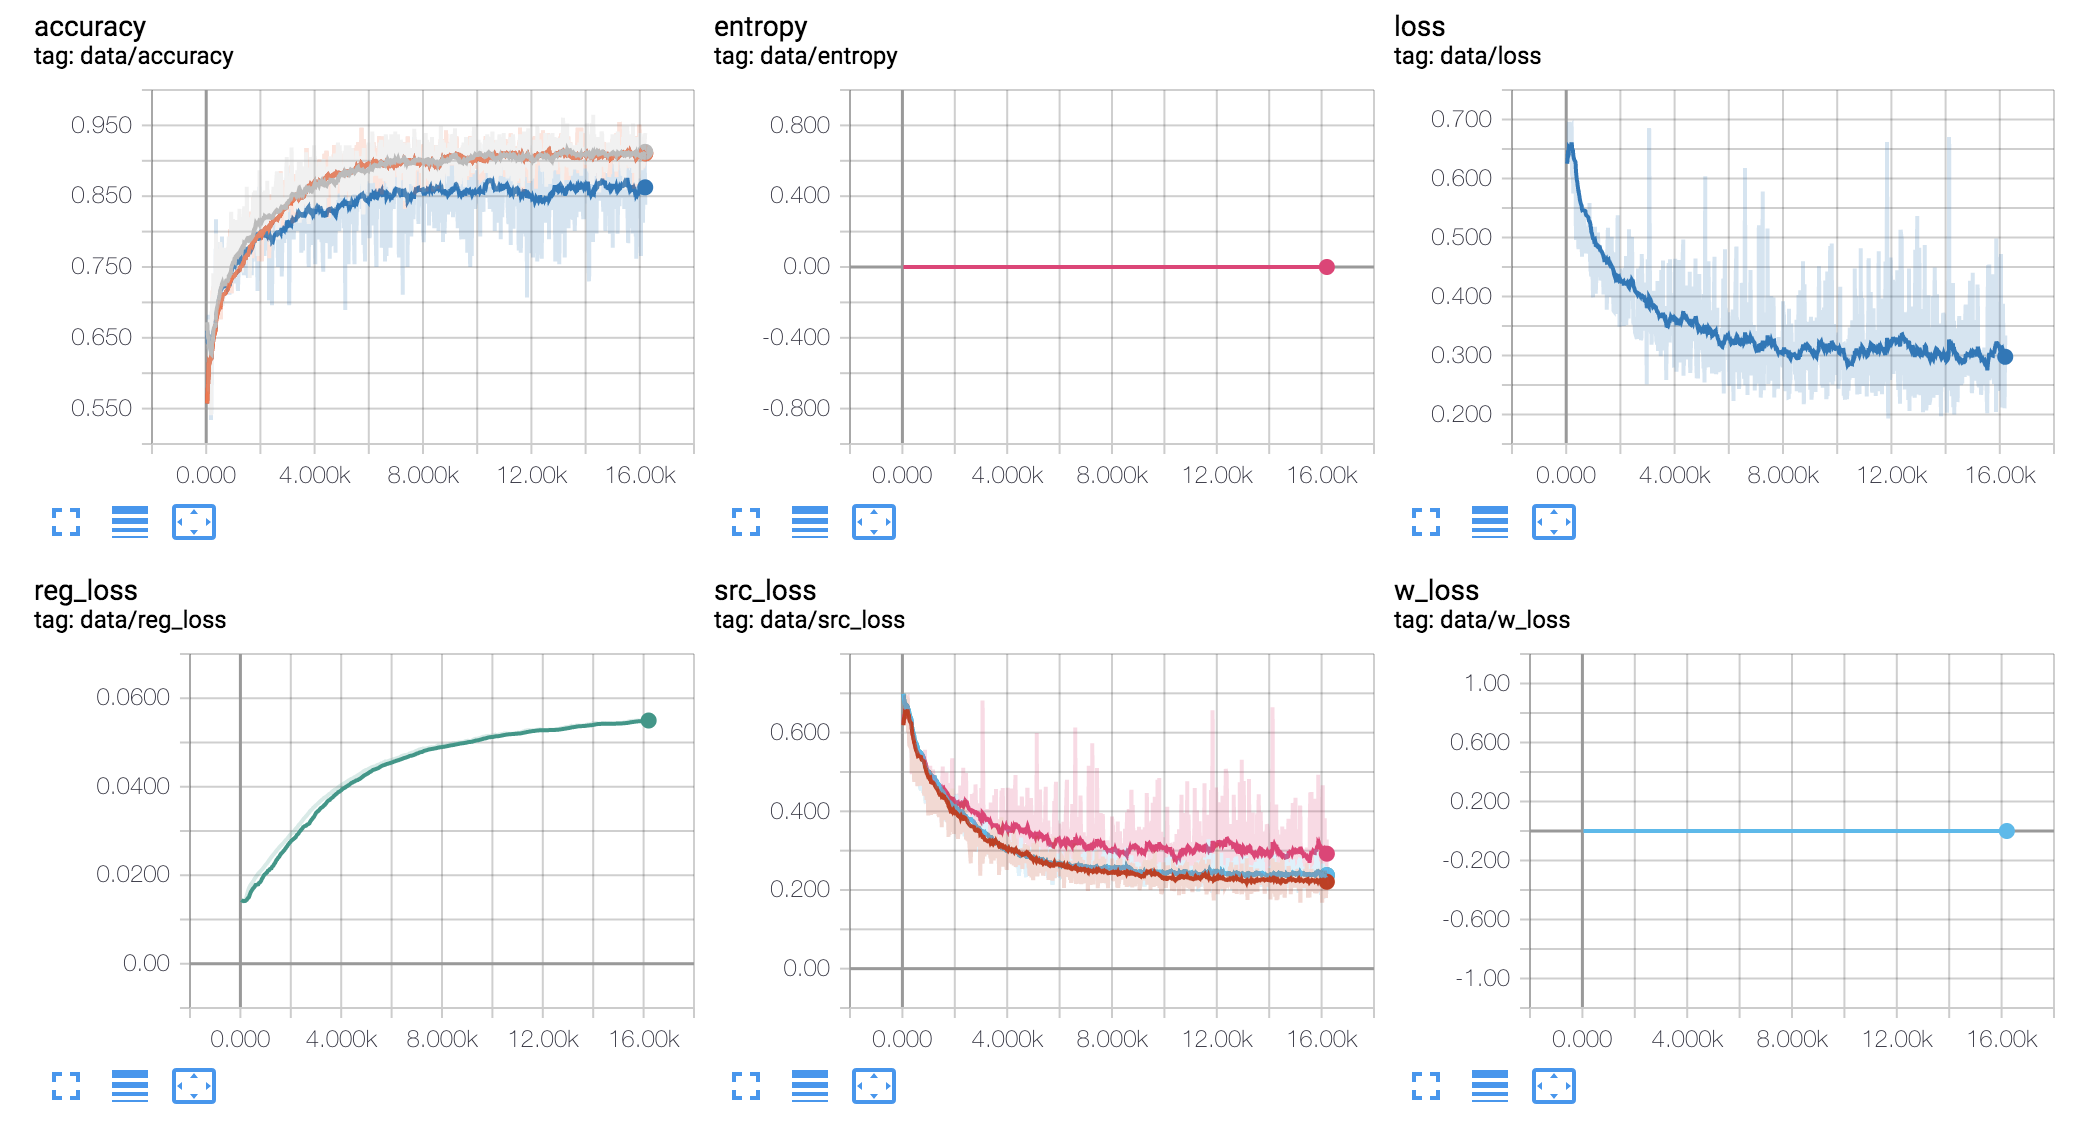 accuracy
tag: data/accuracy
0.950
0.850
0.750
0.650
0.550
0.000 4.000k 8.000k 12.00k 16.00k
entropy
tag: data/entropy
0.800
0.400
0.00
-0.400
-0.800
0.000 4.000k 8.000k 12.00k 16.00k
loss
tag: data/loss
0.700
0.600
0.500
0.400
0.300
0.200
0.000 4.000k 8.000k 12.00k 16.00k
reg_loss
tag: data/reg_loss
0.0600
0.0400
0.0200
0.00
0.000 4.000k 8.000k 12.00k 16.00k
src_loss
tag: data/src_loss
0.600
0.400
0.200
0.00
0.000 4.000k 8.000k 12.00k 16.00k
w_loss
tag: data/w_loss
1.00
0.600
0.200
-0.200
-0.600
-1.00
0.000 4.000k 8.000k 12.00k 16.00k